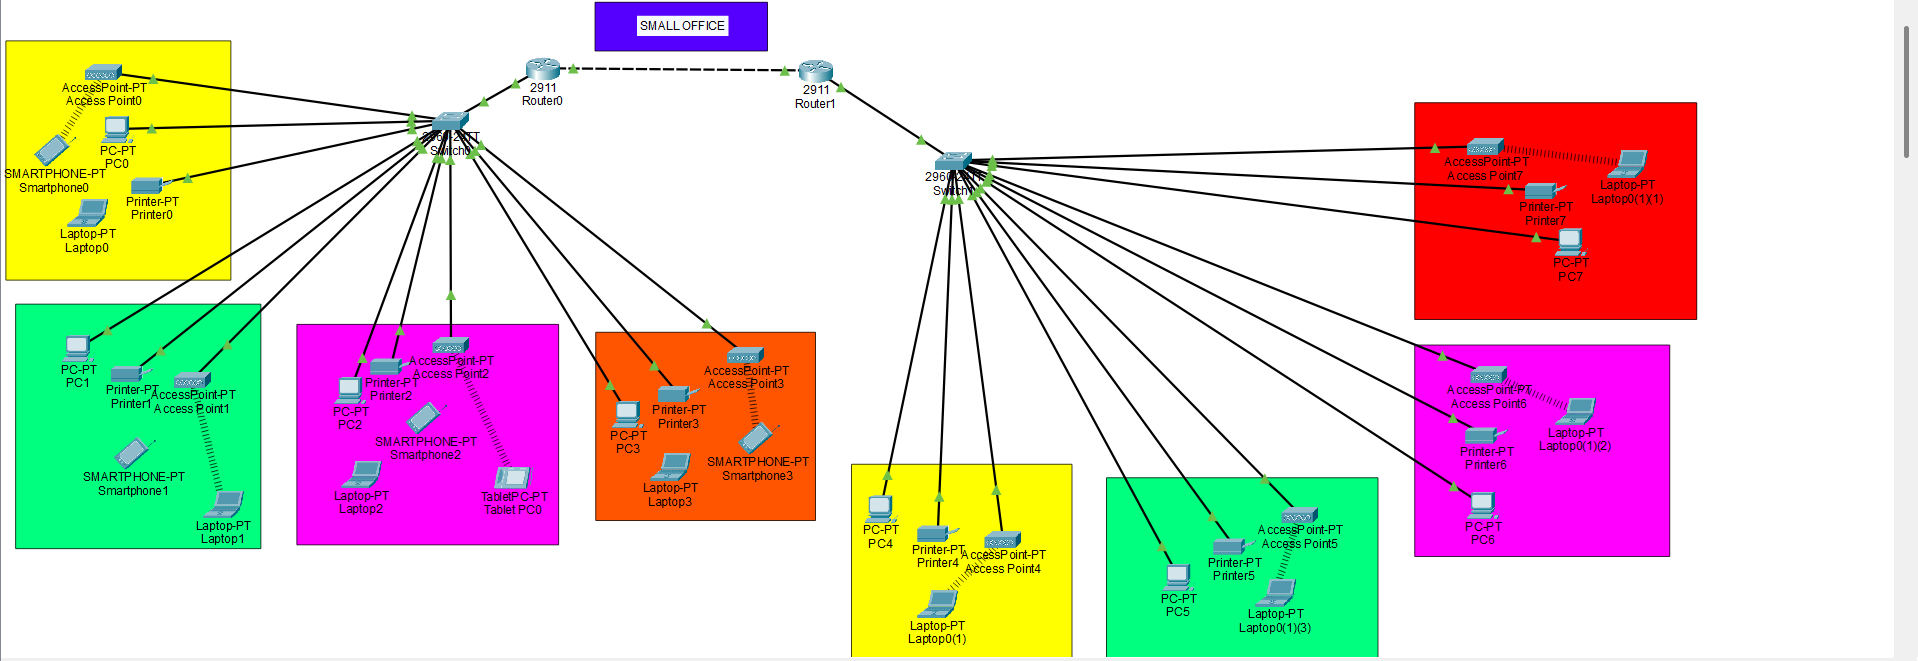 SMALL OFFICE
2911
Router0
2911
Router1
AccessPoint-PT
Access Point0
PC-PT
PC0
SMARTPHONE-PT
Smartphone0
Printer-PT
Printer0
Laptop-PT
Laptop0
2960-24TT
Switch0
2960-24TT
Switch1
AccessPoint-PT
Access Point7
Laptop-PT
Laptop0(1)(1)
Printer-PT
Printer7
PC-PT
PC7
PC-PT
PC1
Printer-PT
Printer1
AccessPoint-PT
Access Point1
SMARTPHONE-PT
Smartphone1
Laptop-PT
Laptop1
AccessPoint-PT
Access Point2
Printer-PT
Printer2
PC-PT
PC2
SMARTPHONE-PT
Smartphone2
Laptop-PT
Laptop2
TabletPC-PT
Tablet PC0
AccessPoint-PT
Access Point3
Printer-PT
Printer3
PC-PT
PC3
SMARTPHONE-PT
Smartphone3
Laptop-PT
Laptop3
PC-PT
PC4
Printer-PT
Printer4
AccessPoint-PT
Access Point4
Laptop-PT
Laptop0(1)
AccessPoint-PT
Access Point5
Printer-PT
Printer5
PC-PT
PC5
Laptop-PT
Laptop0(1)(3)
AccessPoint-PT
Access Point6
Laptop-PT
Laptop0(1)(2)
Printer-PT
Printer6
PC-PT
PC6